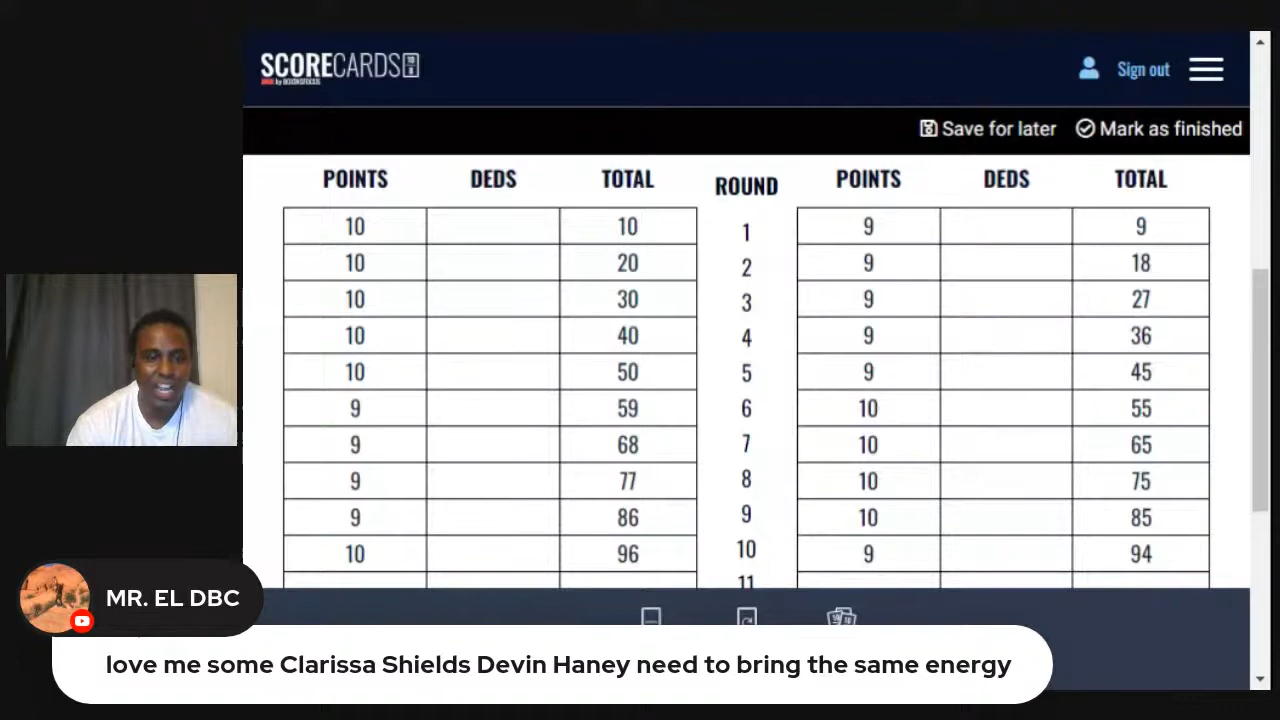 SCORECARDS
Sign out
Save for later Mark as finished
POINTS DEDS TOTAL ROUND POINTS DEDS TOTAL
10 10 1 9 9
10 20 2 9 18
10 30 3 9 27
10 40 4 9 36
10 50 5 9 45
9 59 6 10 55
9 68 7 10 65
9 77 8 10 75
9 86 9 10 85
10 96 10 9 94
11
MR. EL DBC
love me some Clarissa Shields Devin Haney need to bring the same energy